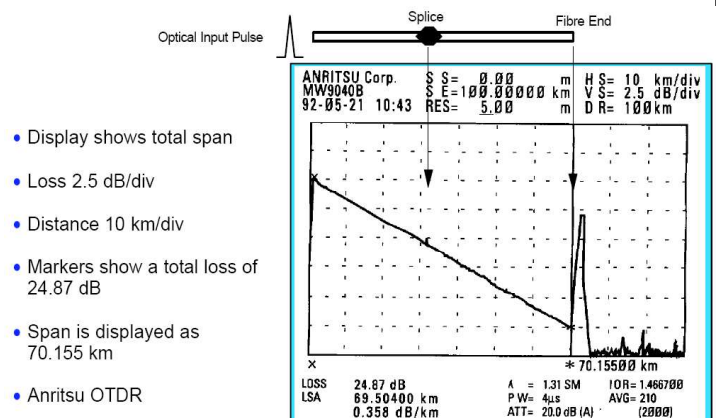 Splice
Fibre End
Optical Input Pulse
ANRITSU Corp. S S= 0.00 m H S= 10 km/div
MW9040B S E=100.00000 km V S= 2.5 dB/div
92-05-21 10:43 RES= 5.00 m D R= 100km
• Display shows total span
• Loss 2.5 dB/div
• Distance 10 km/div
• Markers show a total loss of
24.87 dB
• Span is displayed as
70.155 km
• Anritsu OTDR
× * 70.15500 km
LOSS 24.87 dB = 1.31 SM IOR= 1.466700
LSA 69.50400 km PW= 4µs AVG= 210
0.358 dB/km ATT= 20.0 dB (A) (2000)